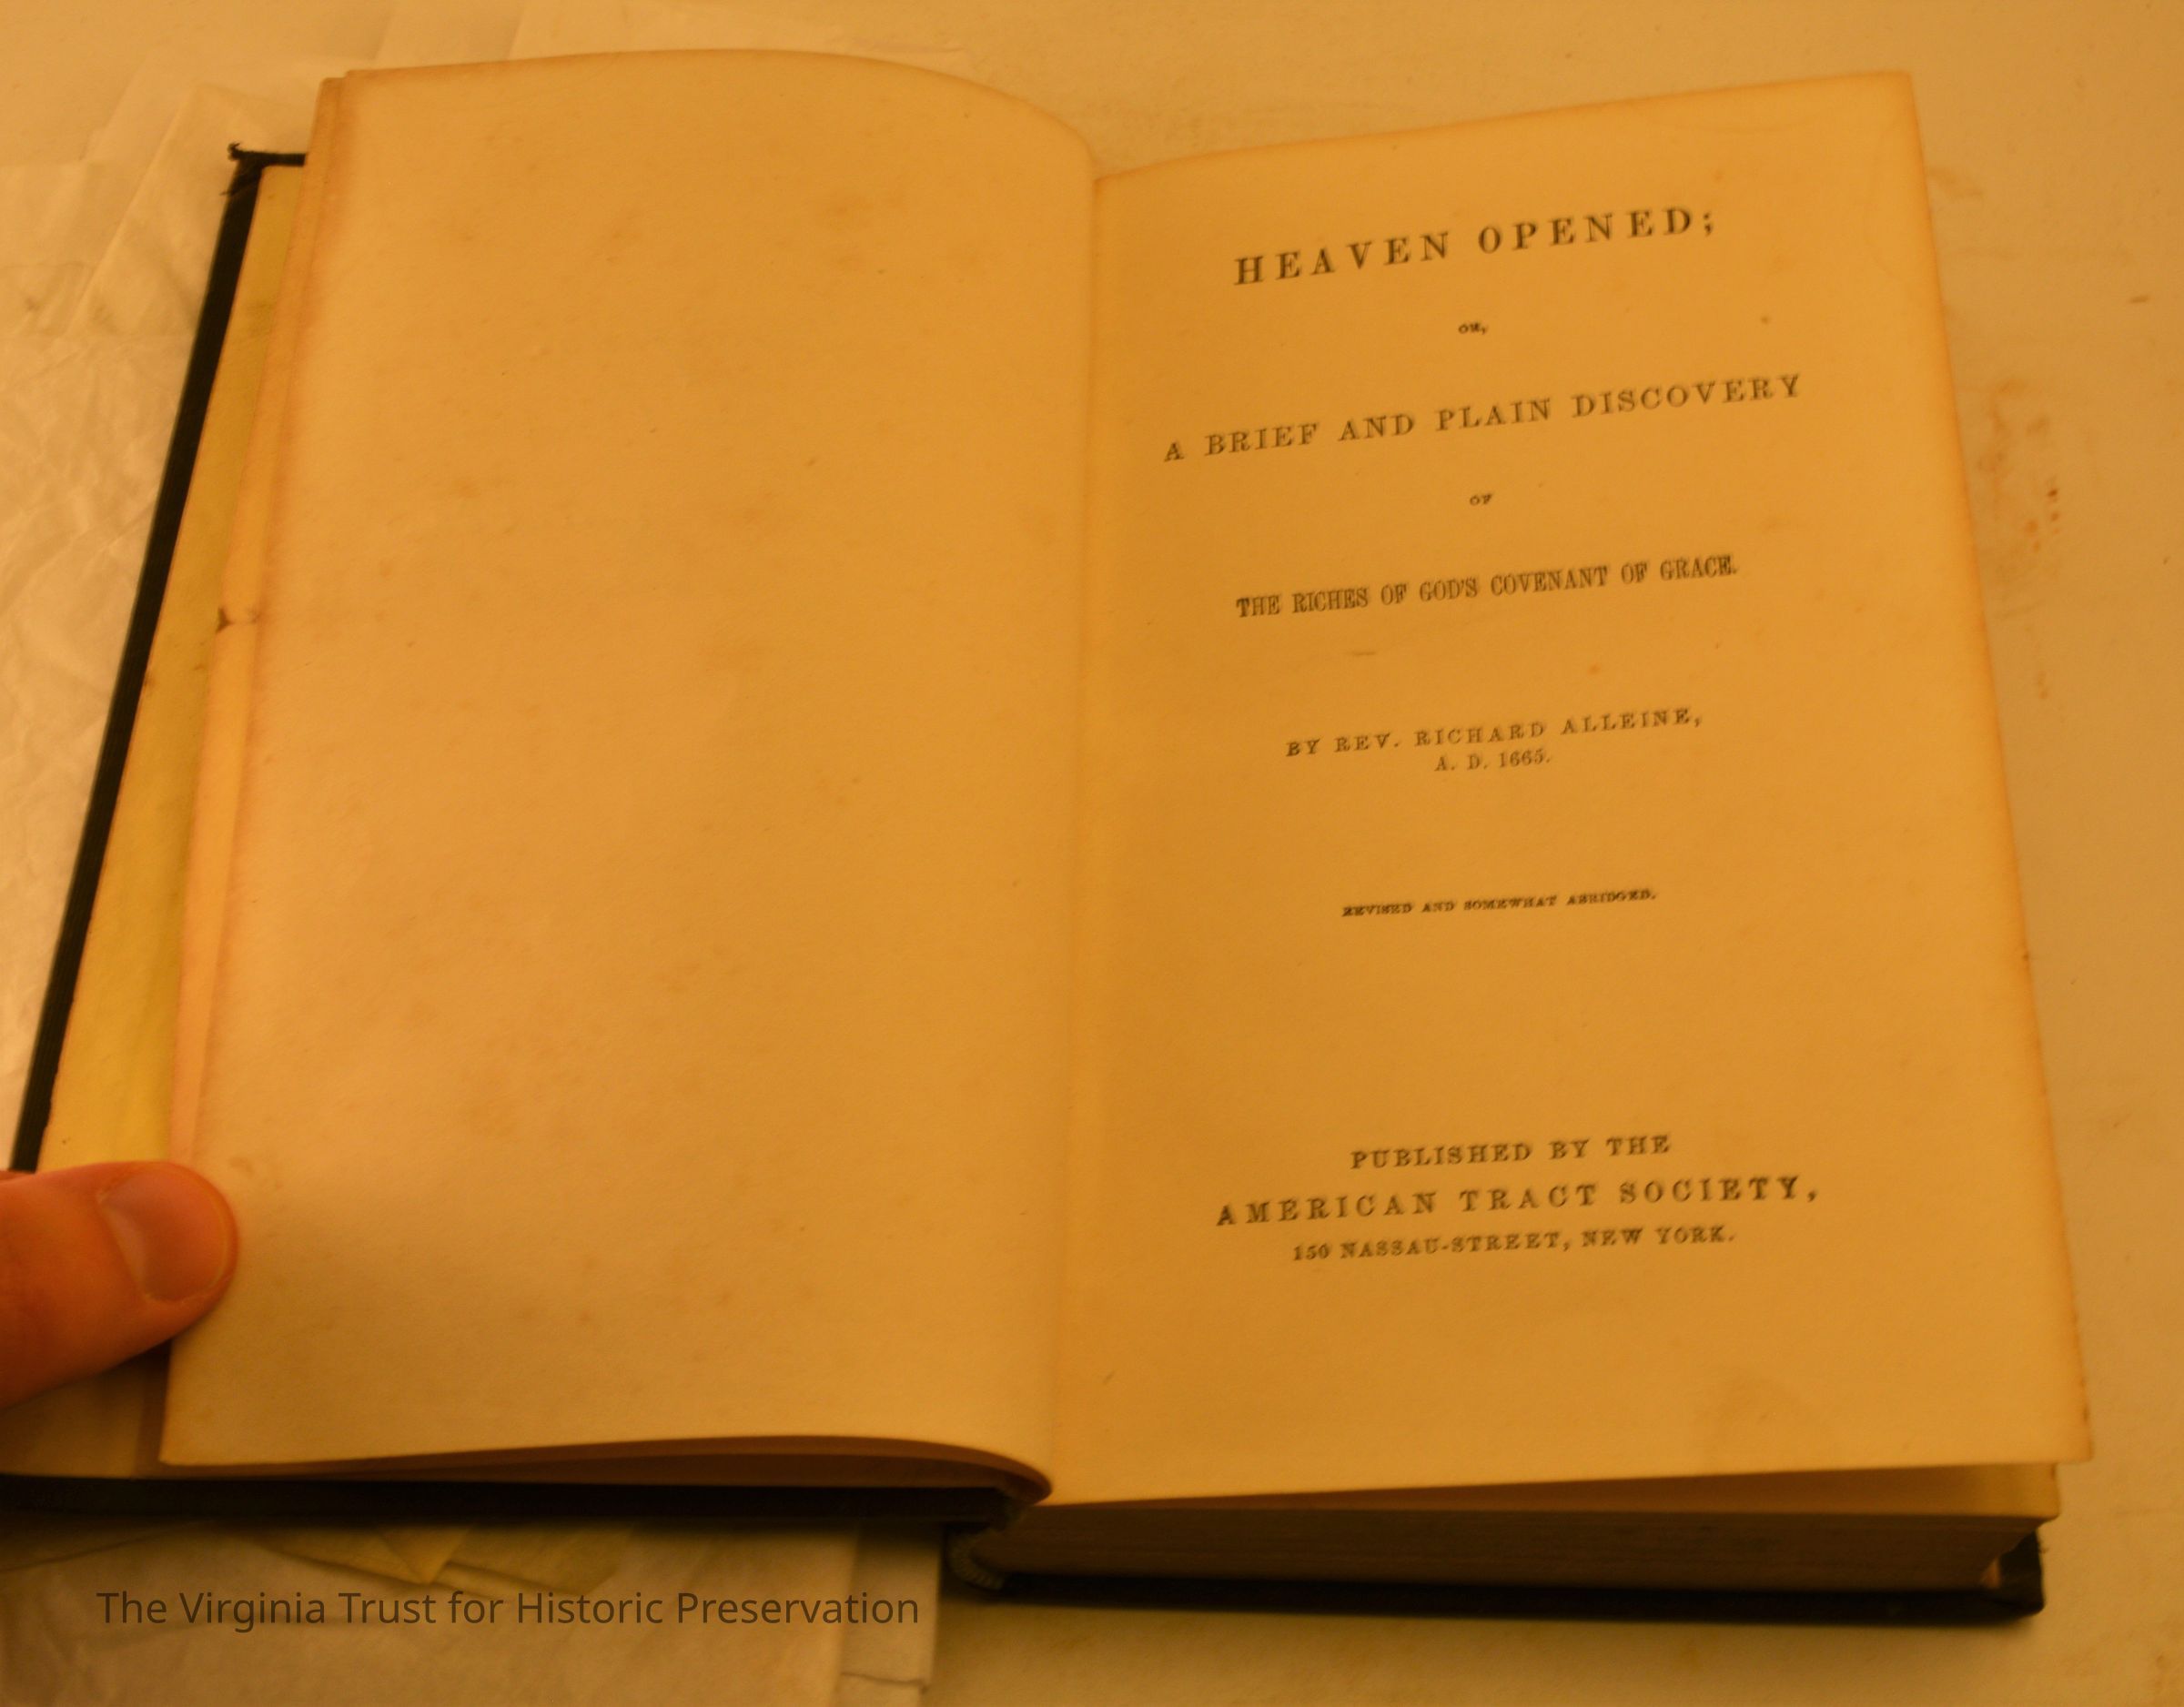 HEAVEN OPENED;
OR,
A BRIEF AND PLAIN DISCOVERY
OF
THE RICHES OF GOD'S COVENANT OF GRACE.
BY REV. RICHARD ALLEINE,
A. D. 1665.
REVISED AND SOMEWHAT ABRIDGED.
PUBLISHED BY THE
AMERICAN TRACT SOCIETY,
150 NASSAU-STREET, NEW YORK.
The Virginia Trust for Historic Preservation